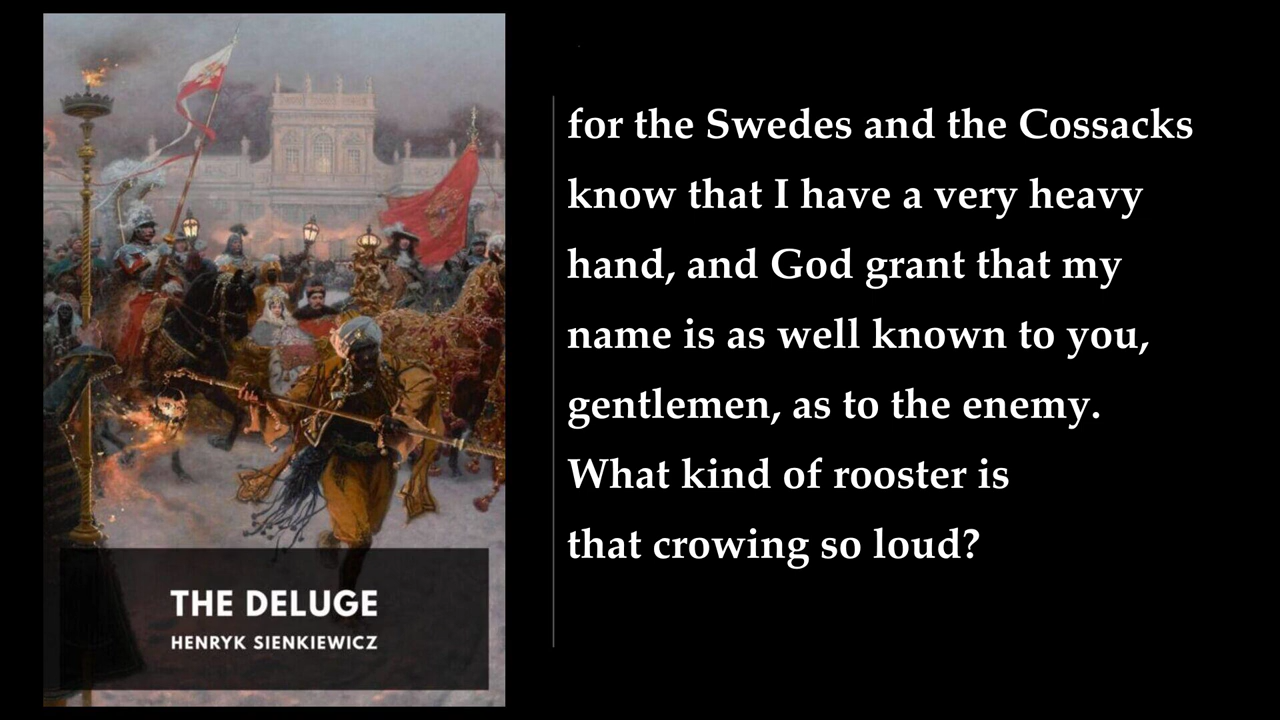 THE DELUGE
HENRYK SIENKIEWICZ
for the Swedes and the Cossacks
know that I have a very heavy
hand, and God grant that my
name is as well known to you,
gentlemen, as to the enemy.
What kind of rooster is
that crowing so loud?